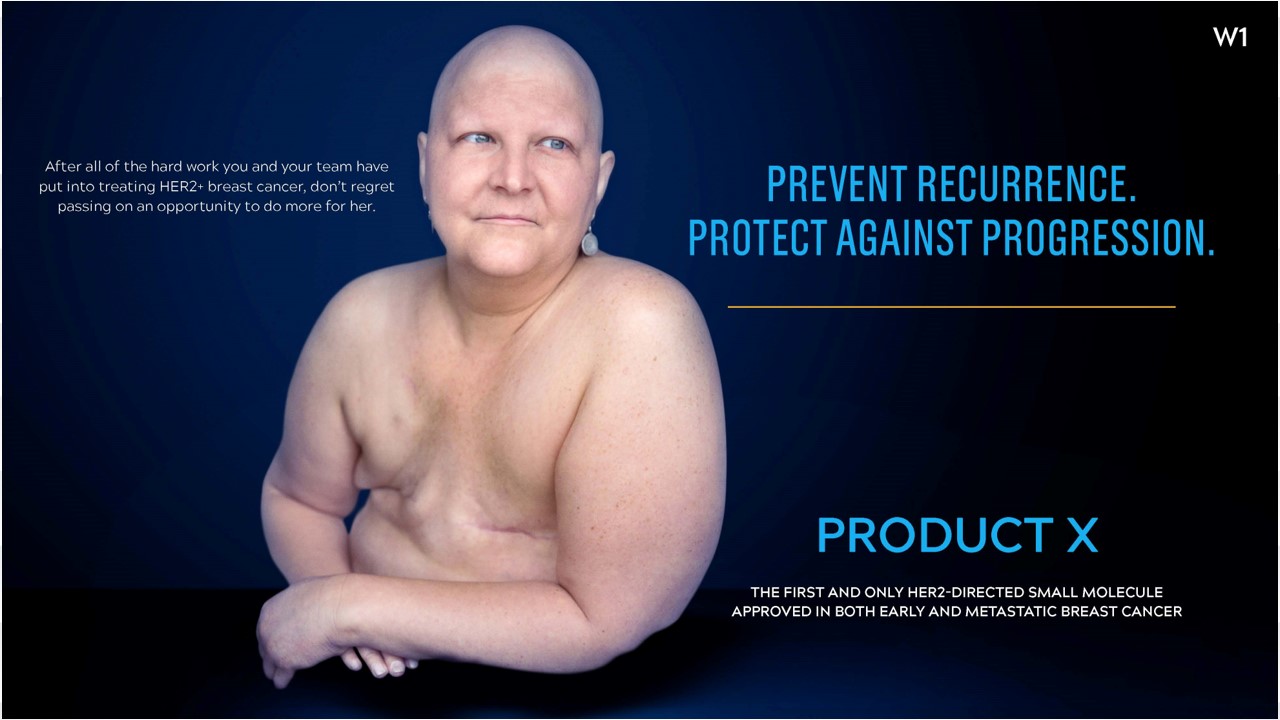 W1
After all of the hard work you and your team have
put into treating HER2+ breast cancer, don't regret
passing on an opportunity to do more for her.
PREVENT RECURRENCE.
PROTECT AGAINST PROGRESSION.
PRODUCT X
THE FIRST AND ONLY HER2-DIRECTED SMALL MOLECULE
APPROVED IN BOTH EARLY AND METASTATIC BREAST CANCER